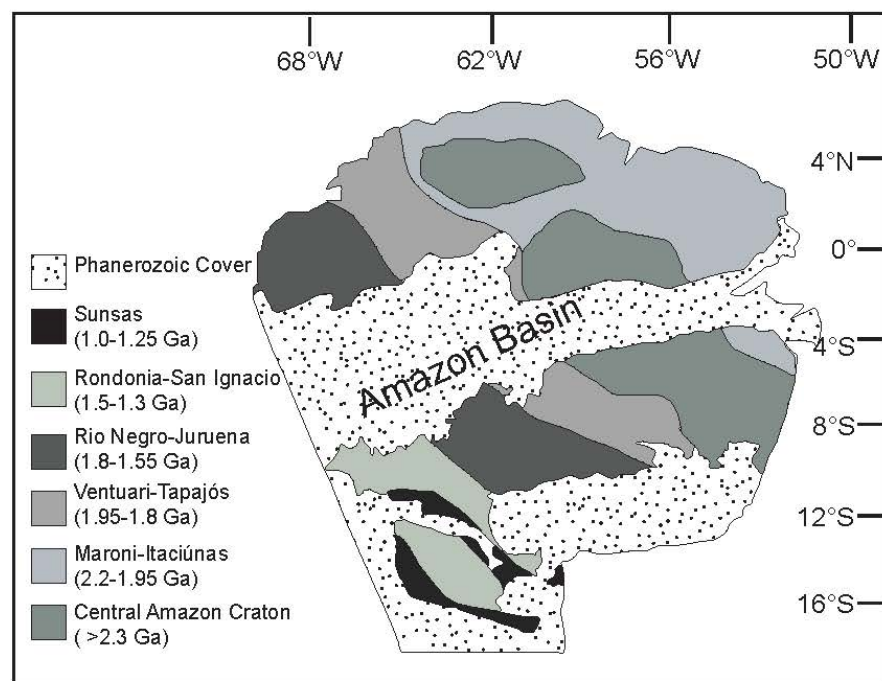 68°W 62°W 56°W 50°W
4°N
0°
4°S
8°S
12°S
16°S
Amazon Basin
Phanerozoic Cover
Sunsas
(1.0-1.25 Ga)
Rondonia-San Ignacio
(1.5-1.3 Ga)
Rio Negro-Juruena
(1.8-1.55 Ga)
Ventuari-Tapajós
(1.95-1.8 Ga)
Maroni-Itaciúnas
(2.2-1.95 Ga)
Central Amazon Craton
( >2.3 Ga)